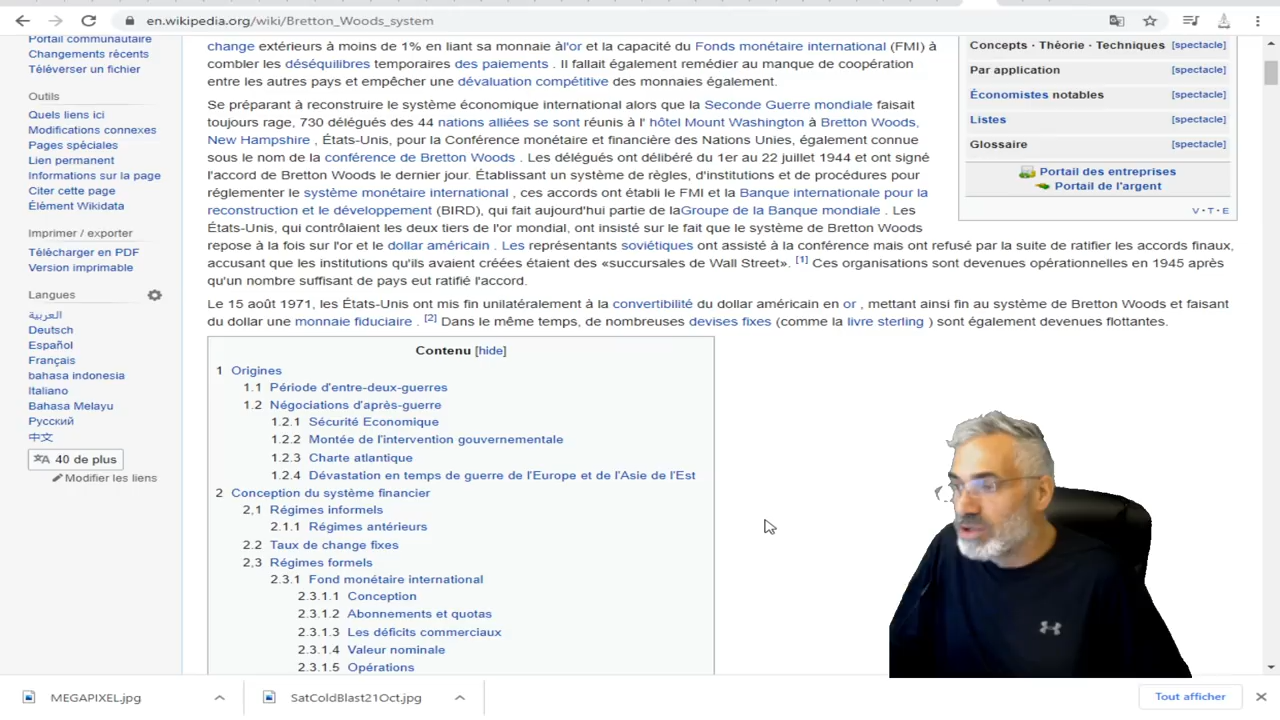 en.wikipedia.org/wiki/Bretton_Woods_system
Portail communautaire
Changements récents
Téléverser un fichier
Outils
Quels liens ici
Modifications connexes
Pages spéciales
Lien permanent
Informations sur la page
Citer cette page
Élément Wikidata
Imprimer / exporter
Télécharger en PDF
Version imprimable
Langues
العربية
Deutsch
Español
Français
bahasa indonesia
Italiano
Bahasa Melayu
Русский
中文
40 de plus
Modifier les liens
change extérieurs à moins de 1% en liant sa monnaie àl'or et la capacité du Fonds monétaire international (FMI) à
combler les déséquilibres temporaires des paiements . Il fallait également remédier au manque de coopération
entre les autres pays et empêcher une dévaluation compétitive des monnaies également.
Se préparant à reconstruire le système économique international alors que la Seconde Guerre mondiale faisait
toujours rage, 730 délégués des 44 nations alliées se sont réunis à l' hôtel Mount Washington à Bretton Woods,
New Hampshire , États-Unis, pour la Conférence monétaire et financière des Nations Unies, également connue
sous le nom de la conférence de Bretton Woods . Les délégués ont délibéré du 1er au 22 juillet 1944 et ont signé
l'accord de Bretton Woods le dernier jour. Établissant un système de règles, d'institutions et de procédures pour
réglementer le système monétaire international , ces accords ont établi le FMI et la Banque internationale pour la
reconstruction et le développement (BIRD), qui fait aujourd'hui partie de laGroupe de la Banque mondiale . Les
États-Unis, qui contrôlaient les deux tiers de l'or mondial, ont insisté sur le fait que le système de Bretton Woods
repose à la fois sur l'or et le dollar américain . Les représentants soviétiques ont assisté à la conférence mais ont refusé par la suite de ratifier les accords finaux,
accusant que les institutions qu'ils avaient créées étaient des «succursales de Wall Street». [1] Ces organisations sont devenues opérationnelles en 1945 après
qu'un nombre suffisant de pays eut ratifié l'accord.
Le 15 août 1971, les États-Unis ont mis fin unilatéralement à la convertibilité du dollar américain en or , mettant ainsi fin au système de Bretton Woods et faisant
du dollar une monnaie fiduciaire . [2] Dans le même temps, de nombreuses devises fixes (comme la livre sterling ) sont également devenues flottantes.
Concepts · Théorie · Techniques [spectacle]
Par application [spectacle]
Économistes notables [spectacle]
Listes [spectacle]
Glossaire [spectacle]
Portail des entreprises
Portail de l'argent
V · T · E
Contenu [hide]
1 Origines
1.1 Période d'entre-deux-guerres
1.2 Négociations d'après-guerre
1.2.1 Sécurité Economique
1.2.2 Montée de l'intervention gouvernementale
1.2.3 Charte atlantique
1.2.4 Dévastation en temps de guerre de l'Europe et de l'Asie de l'Est
2 Conception du système financier
2,1 Régimes informels
2.1.1 Régimes antérieurs
2.2 Taux de change fixes
2,3 Régimes formels
2.3.1 Fond monétaire international
2.3.1.1 Conception
2.3.1.2 Abonnements et quotas
2.3.1.3 Les déficits commerciaux
2.3.1.4 Valeur nominale
2.3.1.5 Opérations
MEGAPIXEL.jpg
SatColdBlast21Oct.jpg
Tout afficher